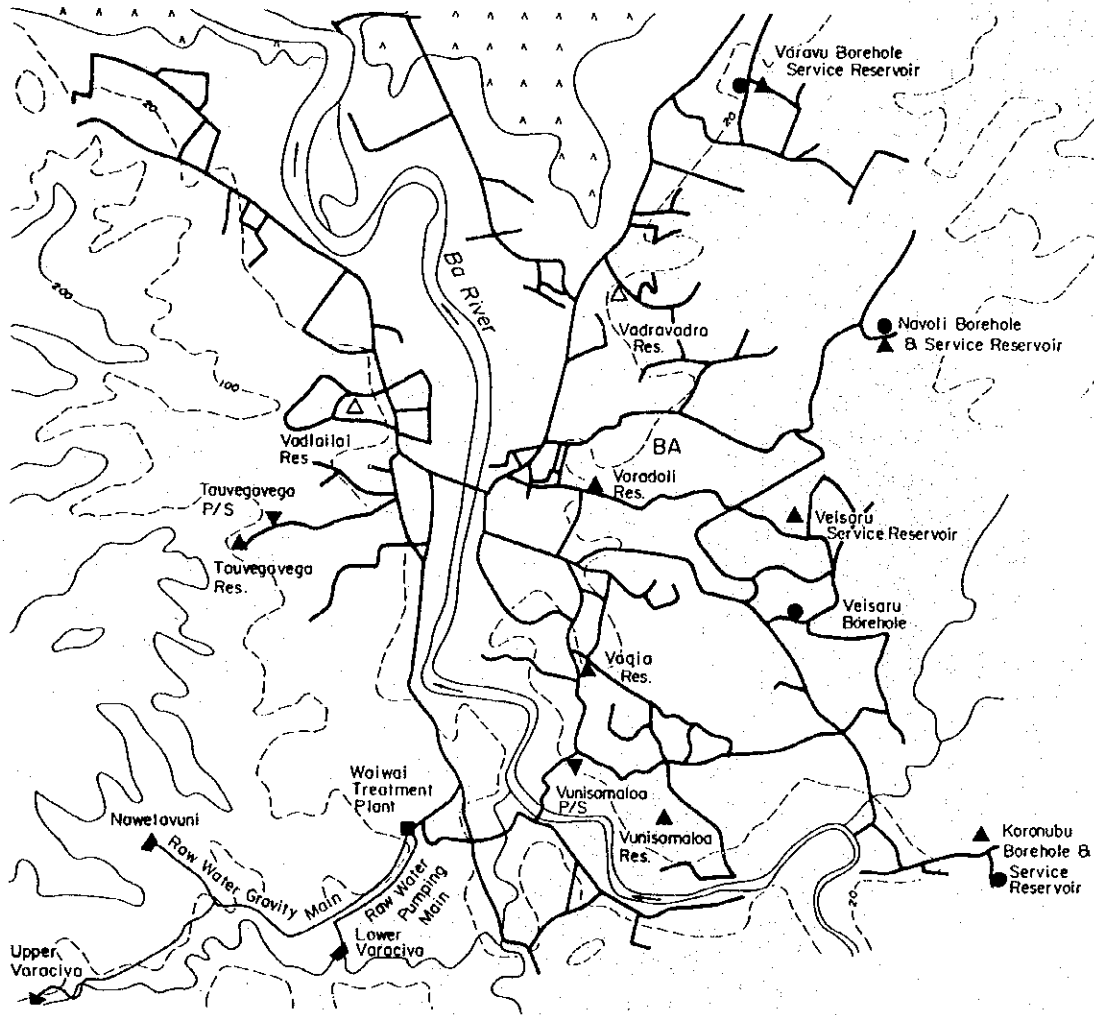 Varavu Borehole
Service Reservoir
20
20
Ba River
200
Vadravadra
Res.
Navoli Borehole
& Service Reservoir
100
BA
Vadlailai
Res
Varadoli
Res.
Tauvegavega
P/S
Veisaru
Service Reservoir
Tauvegavega
Res.
Veisaru
Borehole
Vaqia
Res.
Waiwai
Treatment
Plant
Vunisamaloa
P/S
Nawetavuni
Vunisamaloa
Res.
Koronubu
Borehole &
Service
Reservoir
Raw Water Gravity Main
Raw Water
Pumping
Main
20
Lower
Varaciva
Upper
Varaciva